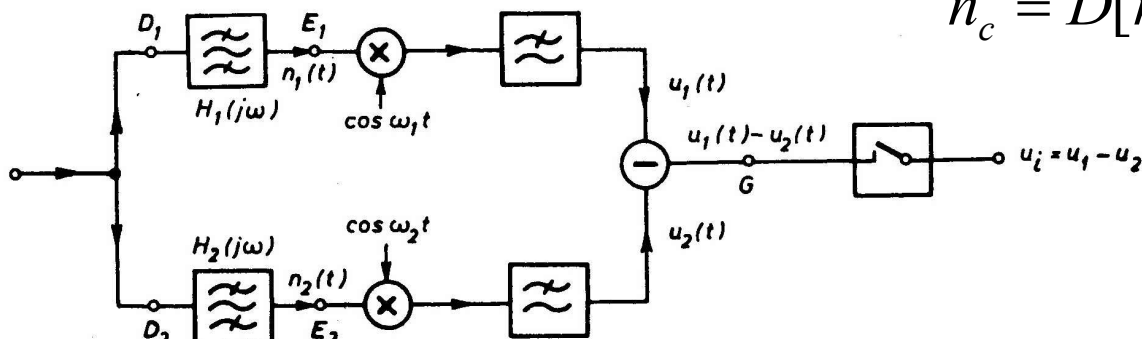 n_c = D[
D₁
E₁
n₁(t)
H₁(jω)
cos ω₁t
u₁(t)
u₁(t)-u₂(t)
G
uᵢ = u₁ - u₂
cos ω₂t
u₂(t)
H₂(jω)
n₂(t)
D₂
E₂